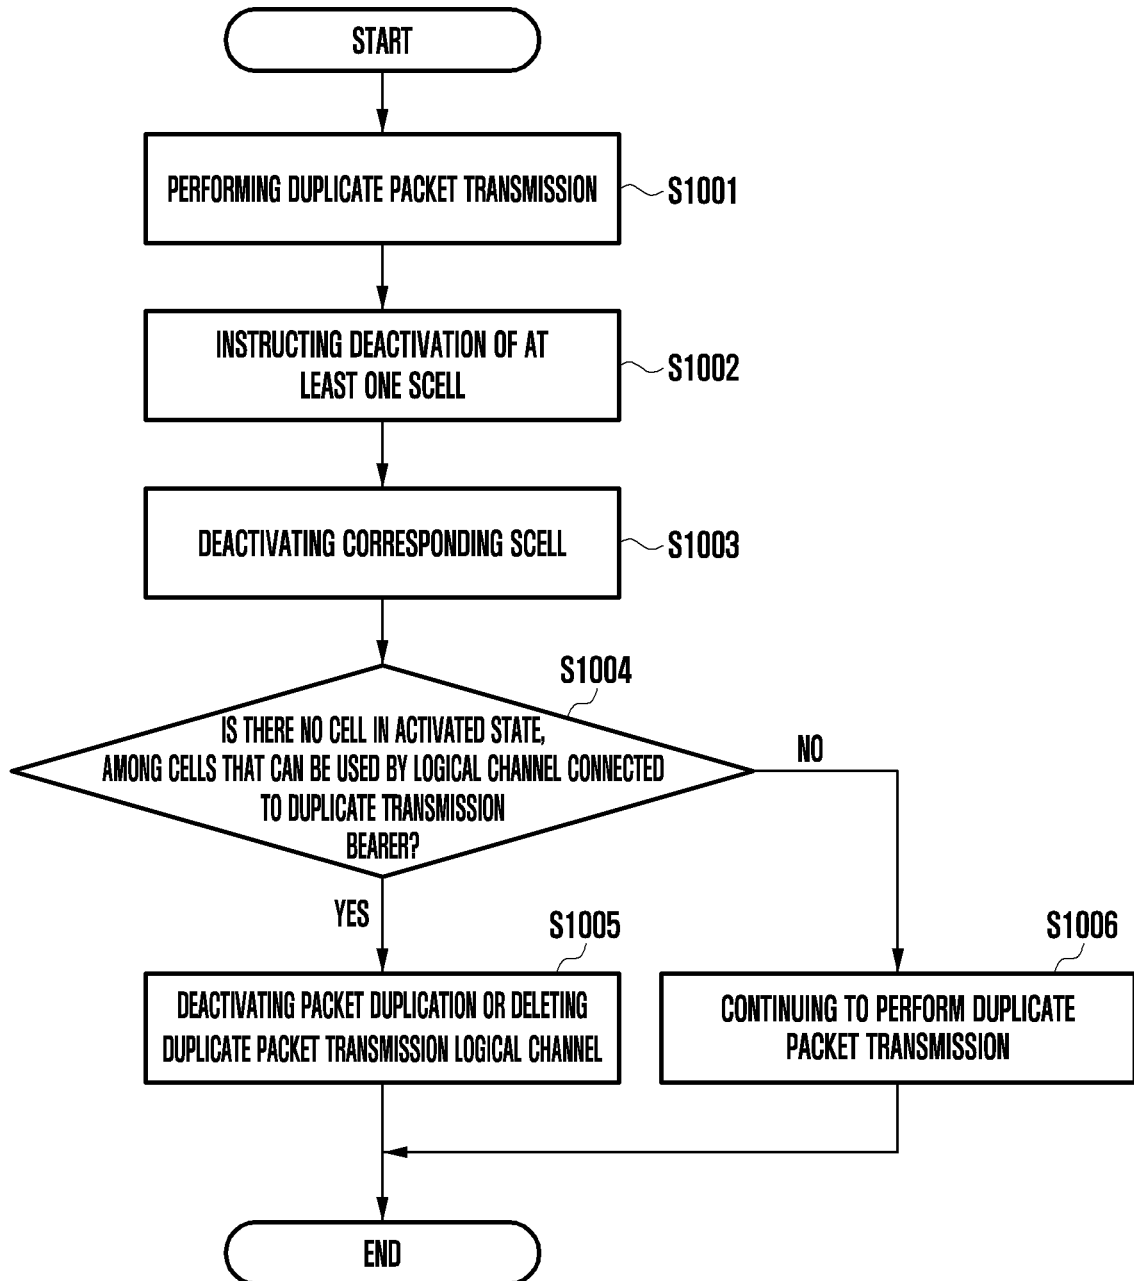 START
PERFORMING DUPLICATE PACKET TRANSMISSION
S1001
INSTRUCTING DEACTIVATION OF AT
LEAST ONE SCELL
S1002
DEACTIVATING CORRESPONDING SCELL
S1003
S1004
IS THERE NO CELL IN ACTIVATED STATE,
AMONG CELLS THAT CAN BE USED BY LOGICAL CHANNEL CONNECTED
TO DUPLICATE TRANSMISSION
BEARER?
NO
YES
S1005
DEACTIVATING PACKET DUPLICATION OR DELETING
DUPLICATE PACKET TRANSMISSION LOGICAL CHANNEL
S1006
CONTINUING TO PERFORM DUPLICATE
PACKET TRANSMISSION
END